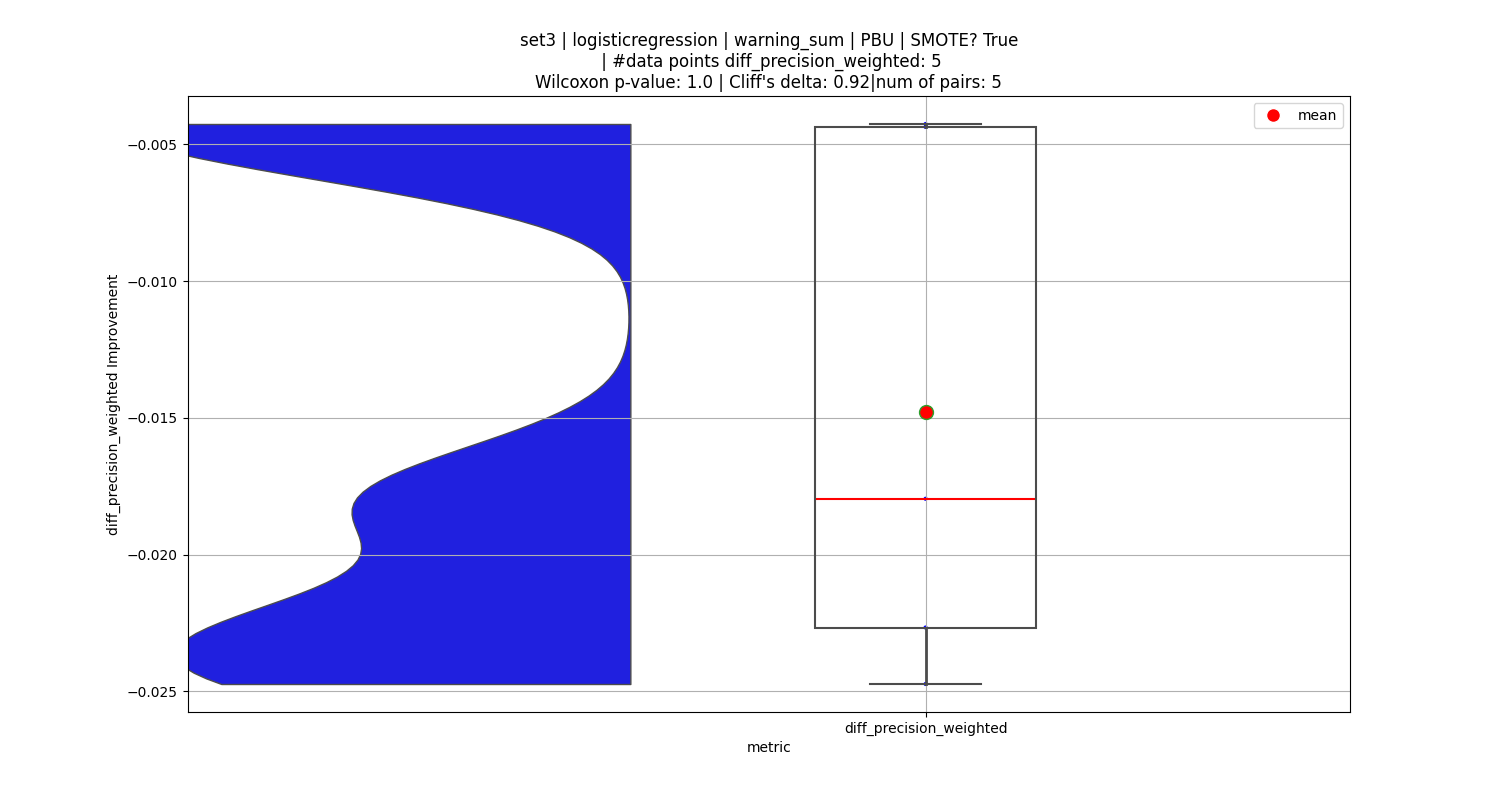 set3 | logisticregression | warning_sum | PBU | SMOTE? True
| #data points diff_precision_weighted: 5
Wilcoxon p-value: 1.0 | Cliff's delta: 0.92|num of pairs: 5
mean
−0.005
−0.010
−0.015
−0.020
−0.025
diff_precision_weighted Improvement
diff_precision_weighted
metric